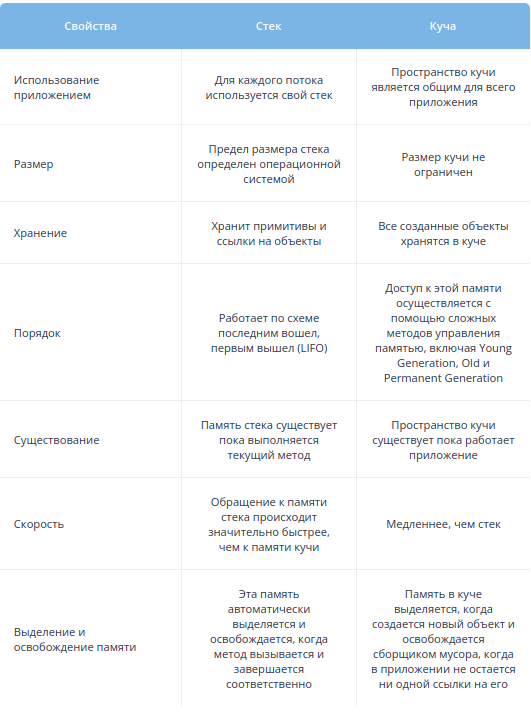 Свойства
Стек
Куча
Использование
приложением
Для каждого потока
используется свой стек
Пространство кучи
является общим для всего
приложения
Размер
Предел размера стека
определен операционной
системой
Размер кучи не
ограничен
Хранение
Хранит примитивы и
ссылки на объекты
Все созданные объекты
хранятся в куче
Порядок
Работает по схеме
последним вошел,
первым вышел (LIFO)
Доступ к этой памяти
осуществляется с
помощью сложных
методов управления
памятью, включая Young
Generation, Old и
Permanent Generation
Существование
Память стека существует
пока выполняется
текущий метод
Пространство кучи
существует пока работает
приложение
Скорость
Обращение к памяти
стека происходит
значительно быстрее,
чем к памяти кучи
Медленнее, чем стек
Выделение и
освобождение памяти
Эта память
автоматически
выделяется и
освобождается, когда
метод вызывается и
завершается
соответственно
Память в куче
выделяется, когда
создается новый объект и
освобождается
сборщиком мусора, когда
в приложении не остается
ни одной ссылки на его